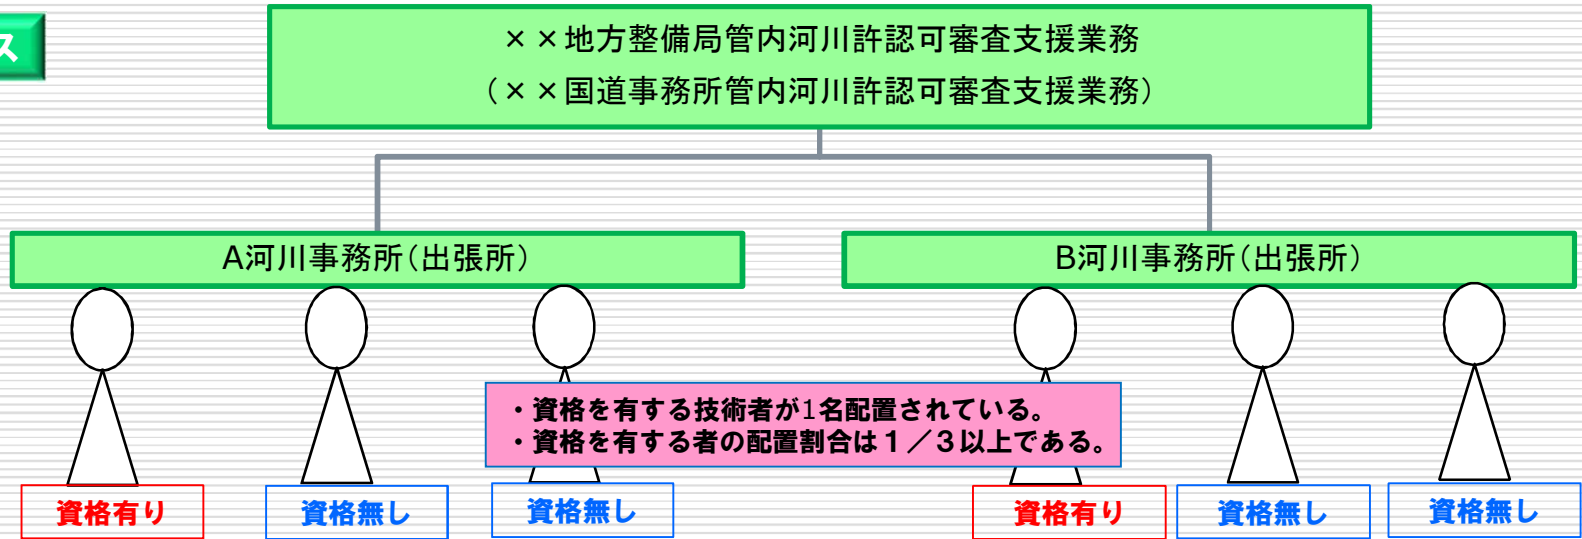 ス
××地方整備局管内河川許認可審査支援業務
（××国道事務所管内河川許認可審査支援業務）
A河川事務所（出張所）
B河川事務所（出張所）
・資格を有する技術者が1名配置されている。
・資格を有する者の配置割合は１／３以上である。
資格有り
資格無し
資格無し
資格有り
資格無し
資格無し